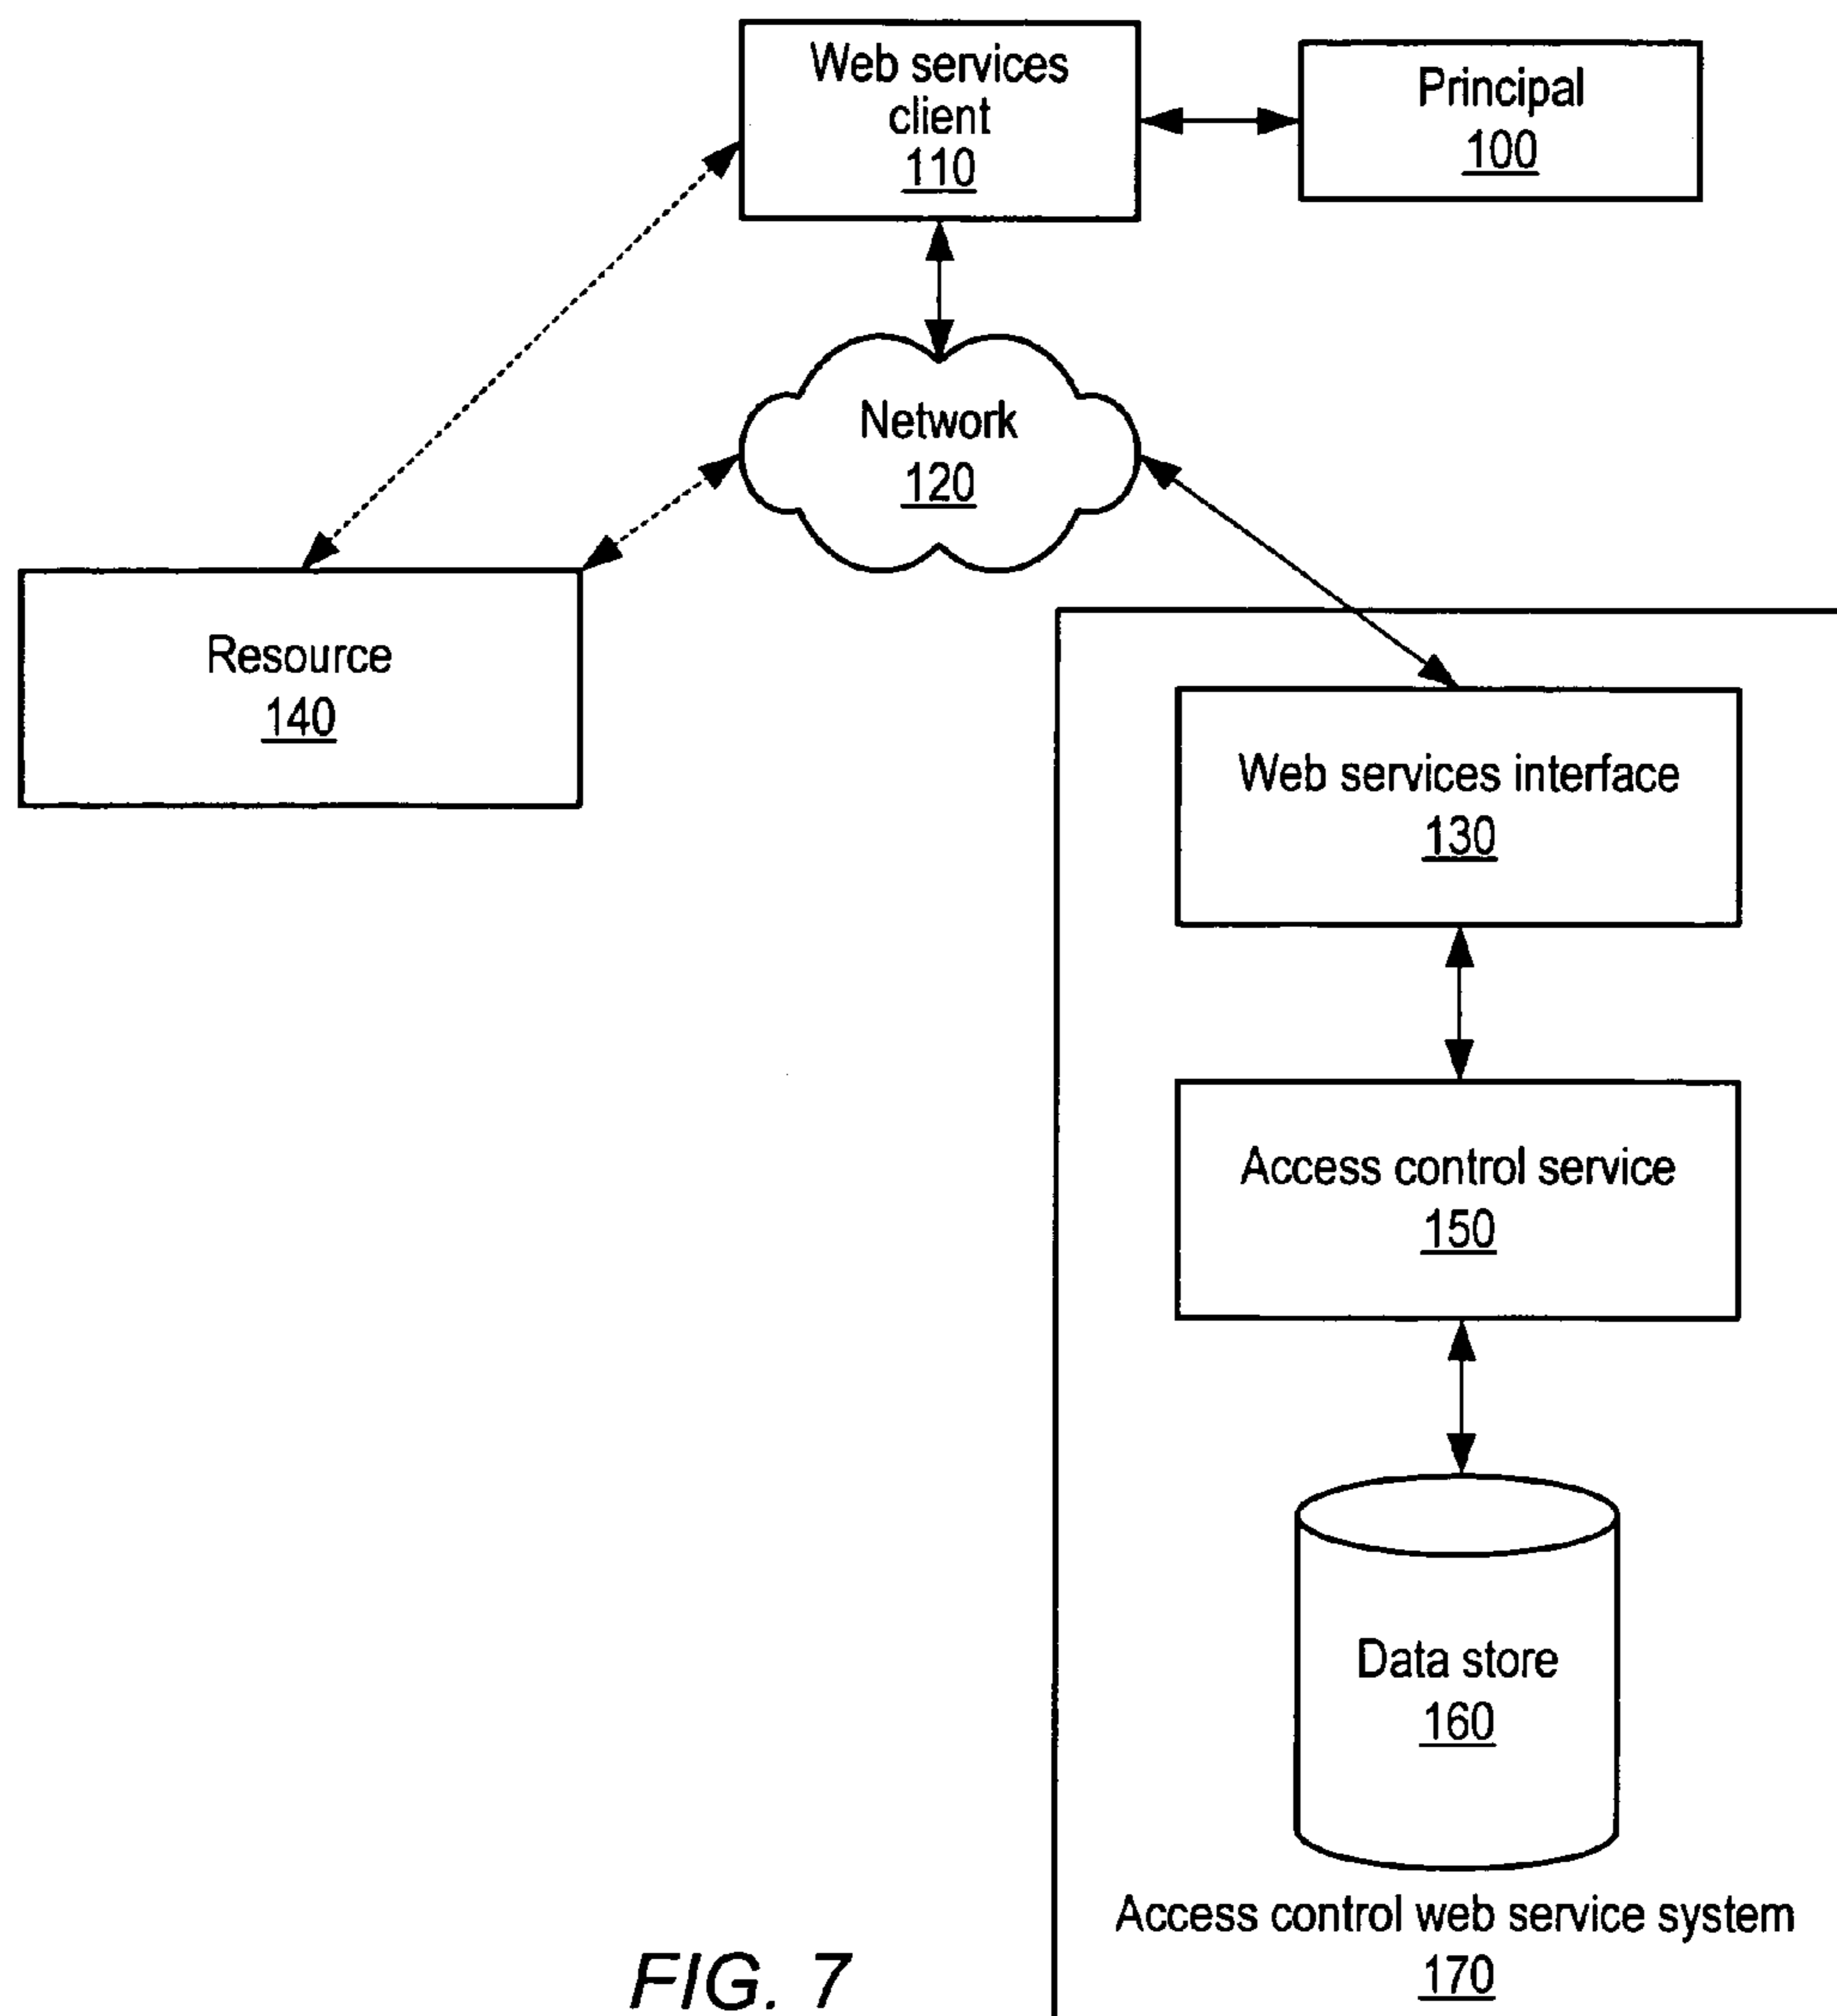 Web services
client
110
Principal
100
Network
120
Resource
140
Web services interface
130
Access control service
150
Data store
160
Access control web service system
170
FIG. 7